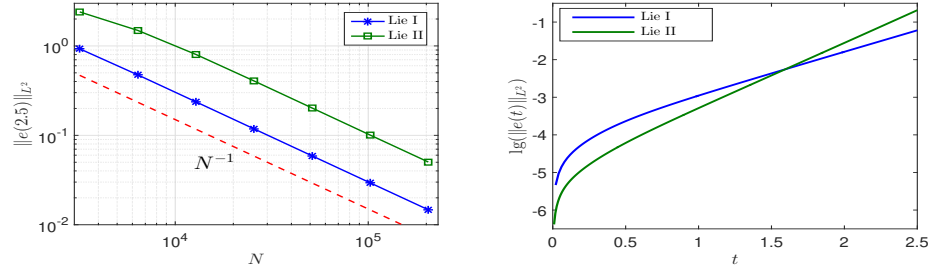 Lie I
Lie II
10^0
10^{-1}
10^{-2}
||e(2.5)||_{L^2}
N^{-1}
10^4
10^5
N
Lie I
Lie II
-1
-2
-3
-4
-5
-6
lg(||e(t)||_{L^2})
0 0.5 1 1.5 2 2.5
t